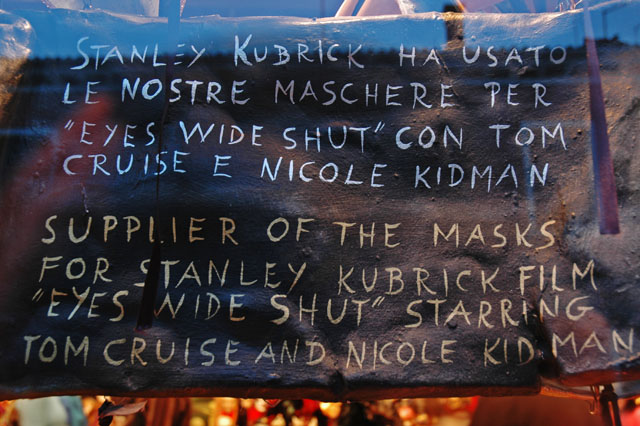 STANLEY KUBRICK HA USATO
LE NOSTRE MASCHERE PER
"EYES WIDE SHUT" CON TOM
CRUISE E NICOLE KIDMAN
SUPPLIER OF THE MASKS
FOR STANLEY KUBRICK FILM
"EYES WIDE SHUT" STARRING
TOM CRUISE AND NICOLE KIDMAN